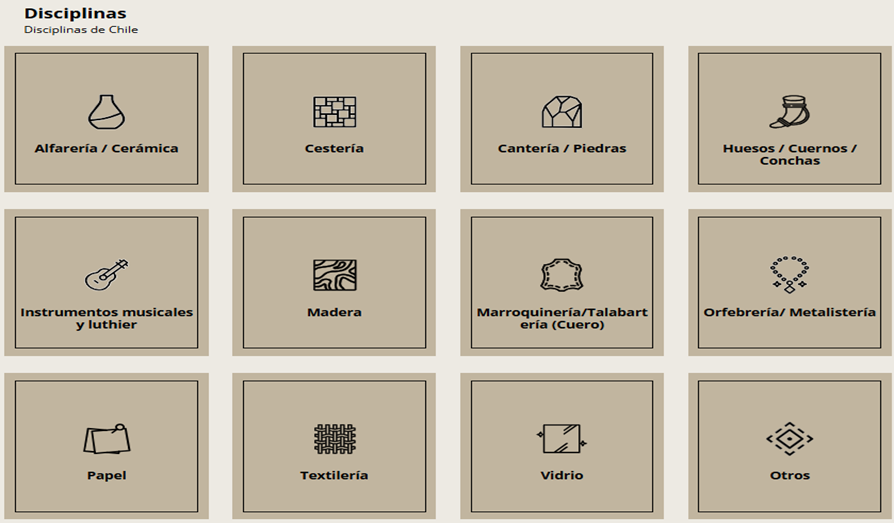 Disciplinas
Disciplinas de Chile
Alfarería / Cerámica
Cestería
Cantería / Piedras
Huesos / Cuernos /
Conchas
Instrumentos musicales
y luthier
Madera
Marroquinería/Talabart
ería (Cuero)
Orfebrería/ Metalistería
Papel
Textilería
Vidrio
Otros